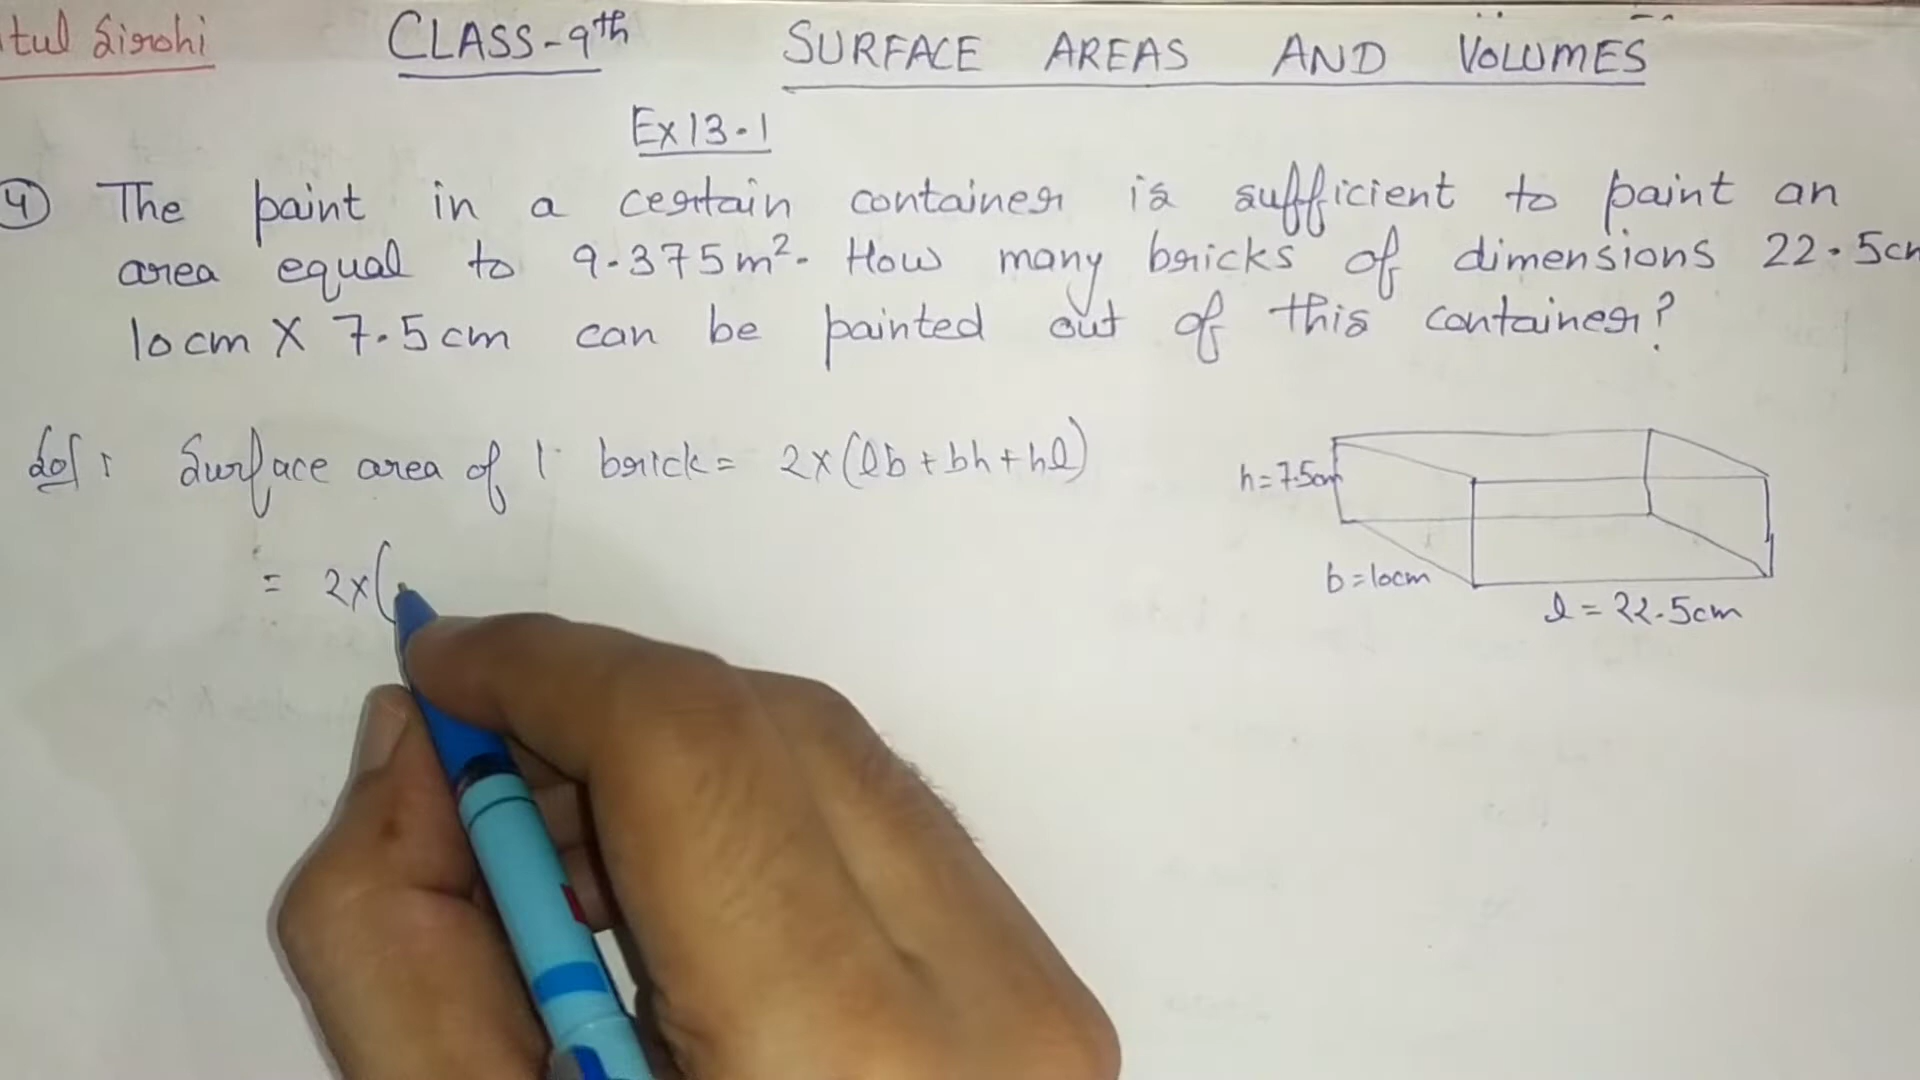 tul Sirohi CLASS-9th SURFACE AREAS AND VOLUMES
Ex 13.1
4 The paint in a certain container is sufficient to paint an
area equal to 9.375m². How many bricks of dimensions 22.5cm
10cm X 7.5cm can be painted out of this container?
Sol: Surface area of 1 brick = 2x(lb+bh+hl)
= 2x(
h=7.5cm
b=10cm
l=22.5cm